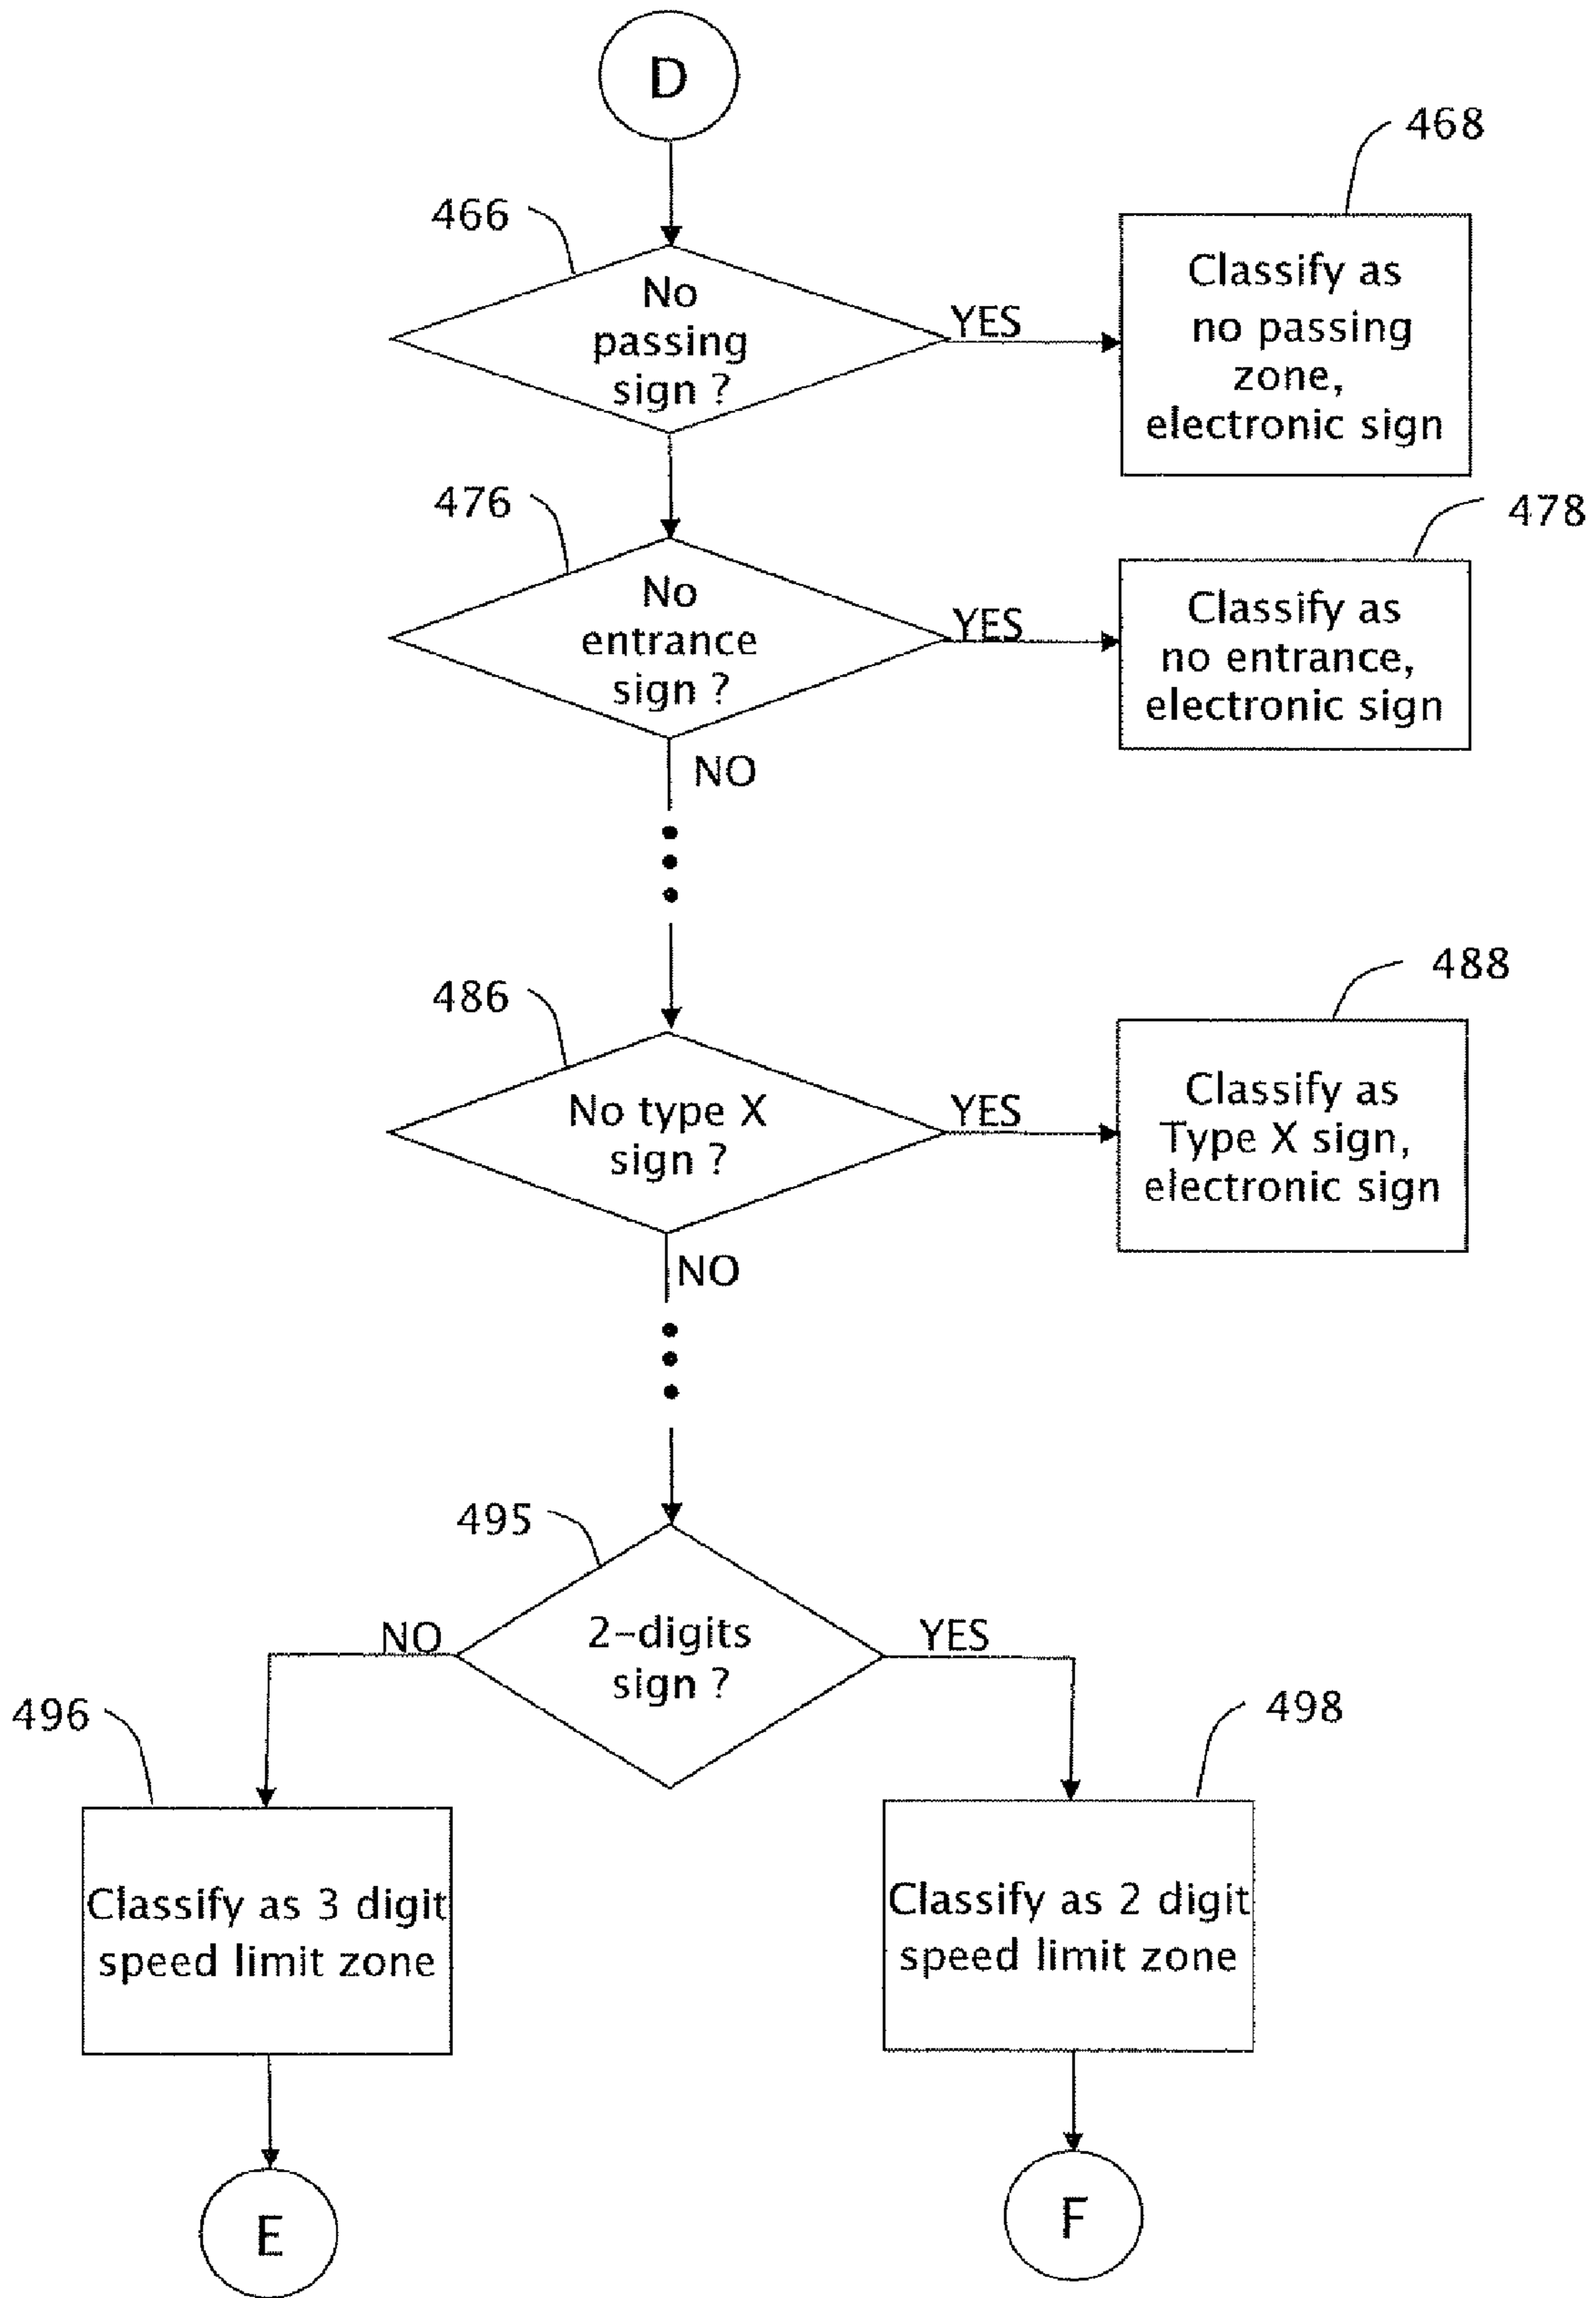 D
468
466
Classify as
no passing
zone,
electronic sign
No
passing
sign ?
YES
476
478
No
entrance
sign ?
YES
Classify as
no entrance,
electronic sign
NO
486
488
No type X
sign ?
YES
Classify as
Type X sign,
electronic sign
NO
495
2-digits
sign ?
NO
YES
496
498
Classify as 3 digit
speed limit zone
Classify as 2 digit
speed limit zone
E
F